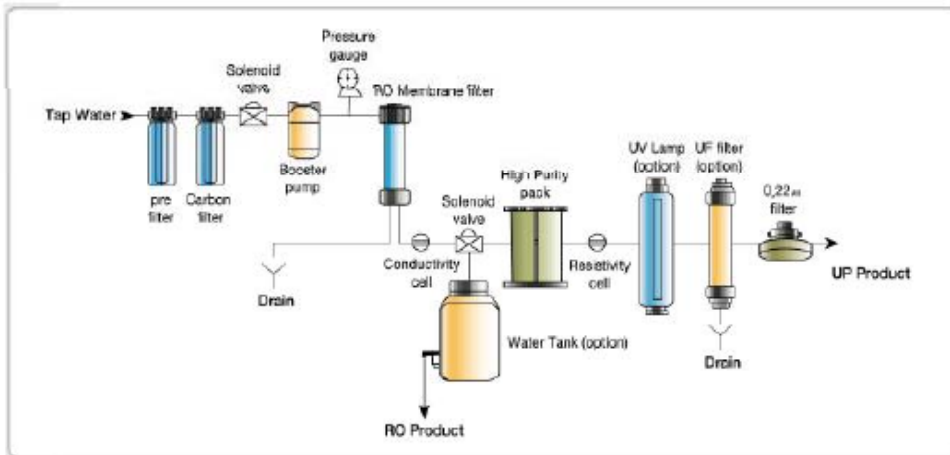 Pressure
gauge
Solenoid
valve
RO Membrane filter
Tap Water
Booster
pump
pre
filter
Carbon
filter
UV Lamp
(option)
UF filter
(option)
High Purity
pack
0,22㎛
filter
Solenoid
valve
Conductivity
cell
Resistivity
cell
UP Product
Drain
Water Tank (option)
Drain
RO Product